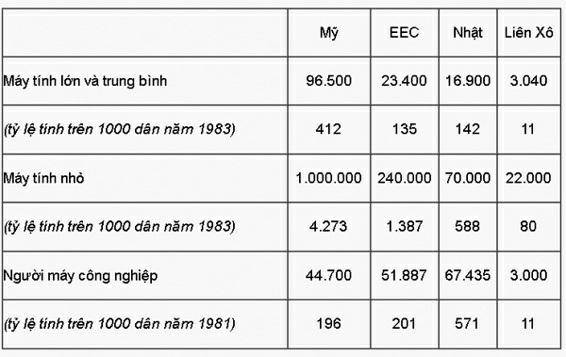 Mỹ EEC Nhật Liên Xô
Máy tính lớn và trung bình 96.500 23.400 16.900 3.040
(tỷ lệ tính trên 1000 dân năm 1983) 412 135 142 11
Máy tính nhỏ 1.000.000 240.000 70.000 22.000
(tỷ lệ tính trên 1000 dân năm 1983) 4.273 1.387 588 80
Người máy công nghiệp 44.700 51.887 67.435 3.000
(tỷ lệ tính trên 1000 dân năm 1981) 196 201 571 11